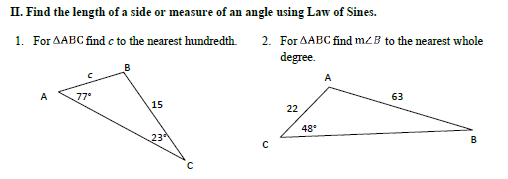 II. Find the length of a side or measure of an angle using Law of Sines.
1. For ΔABC find c to the nearest hundredth.
2. For ΔABC find m∠B to the nearest whole
degree.
B
c
A
77°
15
23°
C
A
63
22
48°
C
B